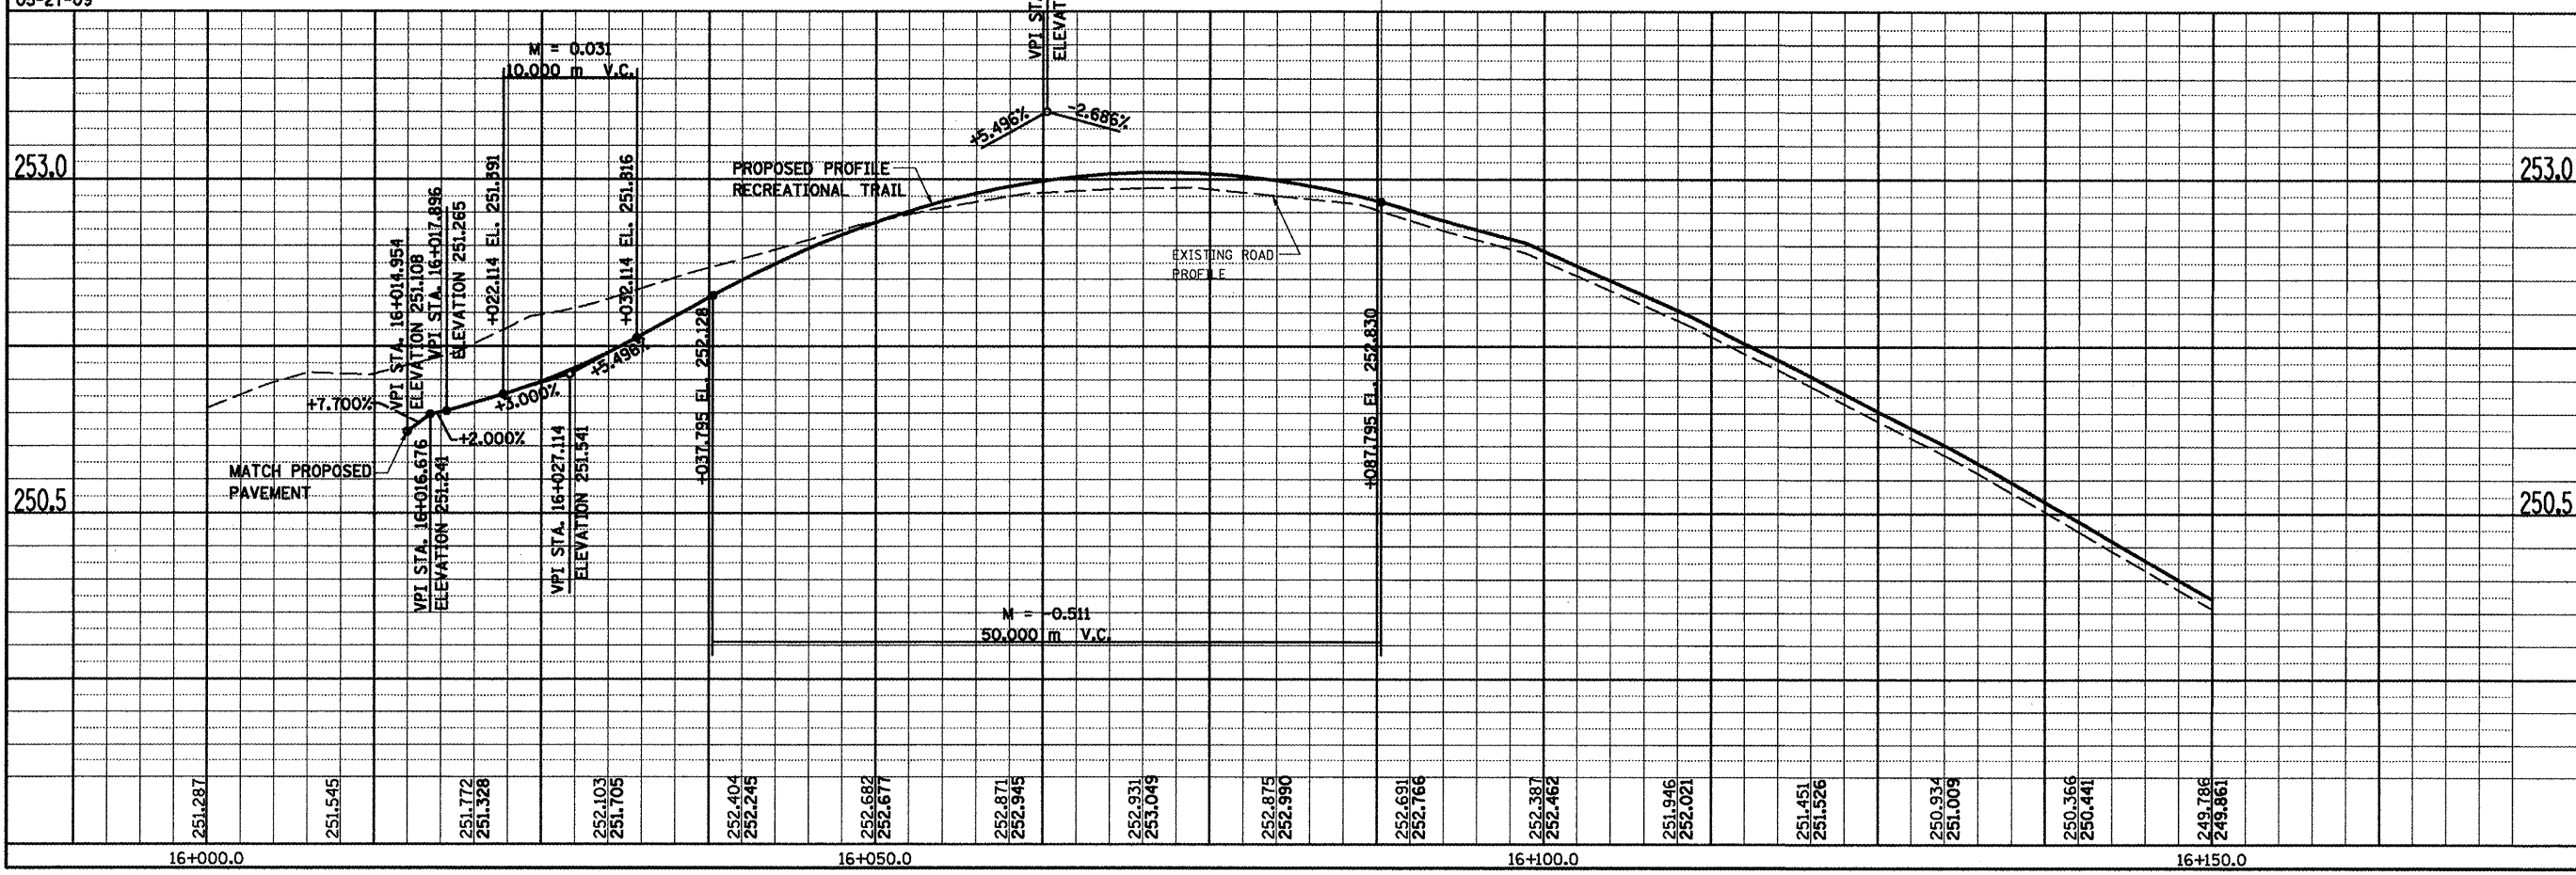 03-27-09
VPI STA.
ELEVAT
M = 0.031
10.000 m V.C.
+5.496%
-2.686%
253.0
253.0
PROPOSED PROFILE
RECREATIONAL TRAIL
EXISTING ROAD
PROFILE
VPI STA. 16+014.954
ELEVATION 251.108
VPI STA. 16+017.896
ELEVATION 251.265
+022.114 EL. 251.391
+032.114 EL. 251.816
+7.700%
+2.000%
+3.000%
+5.496%
MATCH PROPOSED
PAVEMENT
VPI STA. 16+016.676
ELEVATION 251.241
VPI STA. 16+027.114
ELEVATION 251.541
+037.795 EL. 252.128
+087.795 EL. 252.830
250.5
250.5
M = -0.511
50.000 m V.C.
251.287
251.545
251.772
251.328
252.103
251.705
252.404
252.245
252.682
252.677
252.871
252.945
252.931
253.049
252.875
252.990
252.691
252.766
252.387
252.462
251.946
252.021
251.451
251.526
250.934
251.009
250.366
250.441
249.786
249.861
16+000.0
16+050.0
16+100.0
16+150.0